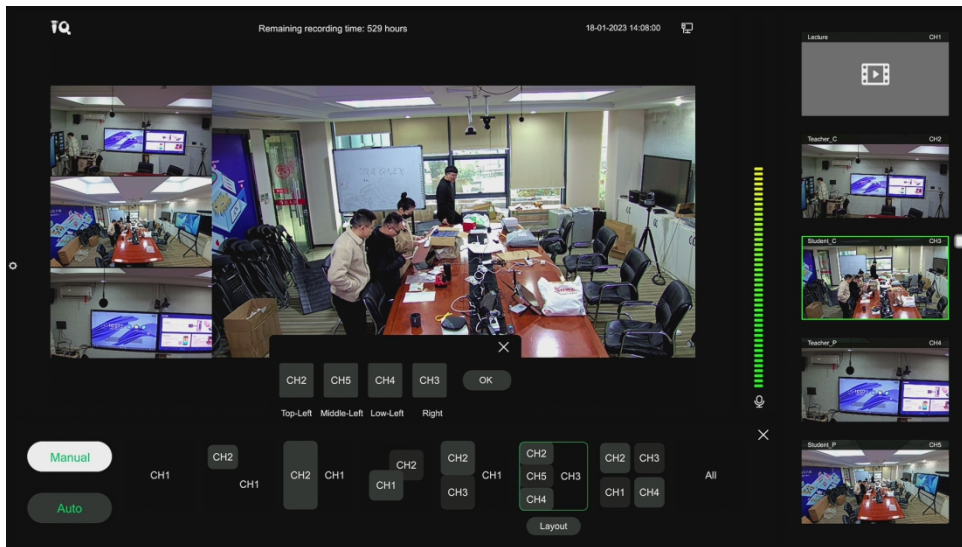 IQ
Remaining recording time: 529 hours
18-01-2023 14:08:00
Lecture CH1
Teacher_C CH2
Student_C CH3
Teacher_P CH4
Student_P CH5
CH2 CH5 CH4 CH3 OK
Top-Left Middle-Left Low-Left Right
Manual
Auto
CH1
CH2
CH1
CH2 CH1
CH2
CH1
CH2
CH3
CH1
CH2
CH5
CH4
CH3
CH2 CH3
CH1 CH4
All
Layout